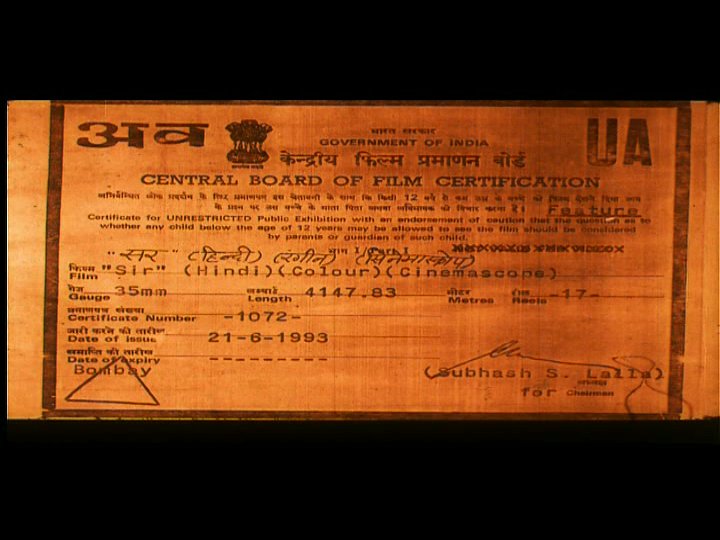 अव
भारत सरकार
UA
GOVERNMENT OF INDIA
केन्द्रीय फिल्म प्रमाणन बोर्ड
CENTRAL BOARD OF FILM CERTIFICATION
Feature
Certificate for UNRESTRICTED Public Exhibition with an endorsement of caution that the question as to
whether any child below the age of 12 years may be allowed to see the film should be considered
by parents or guardian of such child.
"सर" (हिन्दी) (रंगीन) (सिनेमास्कोप)
फिल्म
Film "Sir" (Hindi)(Colour)(Cinemascope)
गेज लम्बाई मीटर रील
Gauge 35mm Length 4147.83 Metres Reels -17-
प्रमाणपत्र संख्या
Certificate Number -1072-
जारी करने की तारीख
Date of issue 21-6-1993
समाप्ति की तारीख
Date of expiry ------
Bombay
(Subhash S. Lalla)
अध्यक्ष
for Chairman